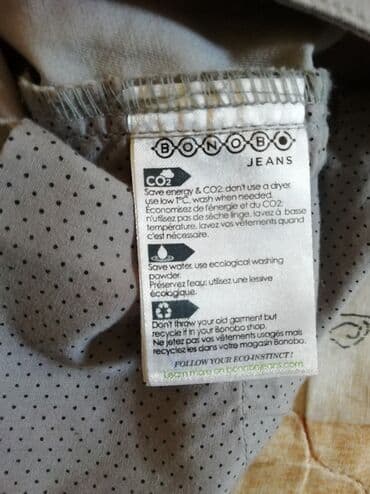 BONOBO
JEANS
CO2
Save energy & CO2: don't use a dryer,
use low T°C, wash when needed.
Économisez de l'énergie et du CO2:
n'utilisez pas de sèche linge, lavez à basse
température, lavez vos vêtements quand
c'est nécessaire.
Save water: use ecological washing
powder.
Préservez l'eau: utilisez une lessive
écologique.
Don't throw your old garment but
recycle it in your Bonobo shop.
Ne jetez pas vos vêtements usagés mais
recyclez les dans votre magasin Bonobo.
FOLLOW YOUR ECO-INSTINCT !
Learn more on bonobojeans.com